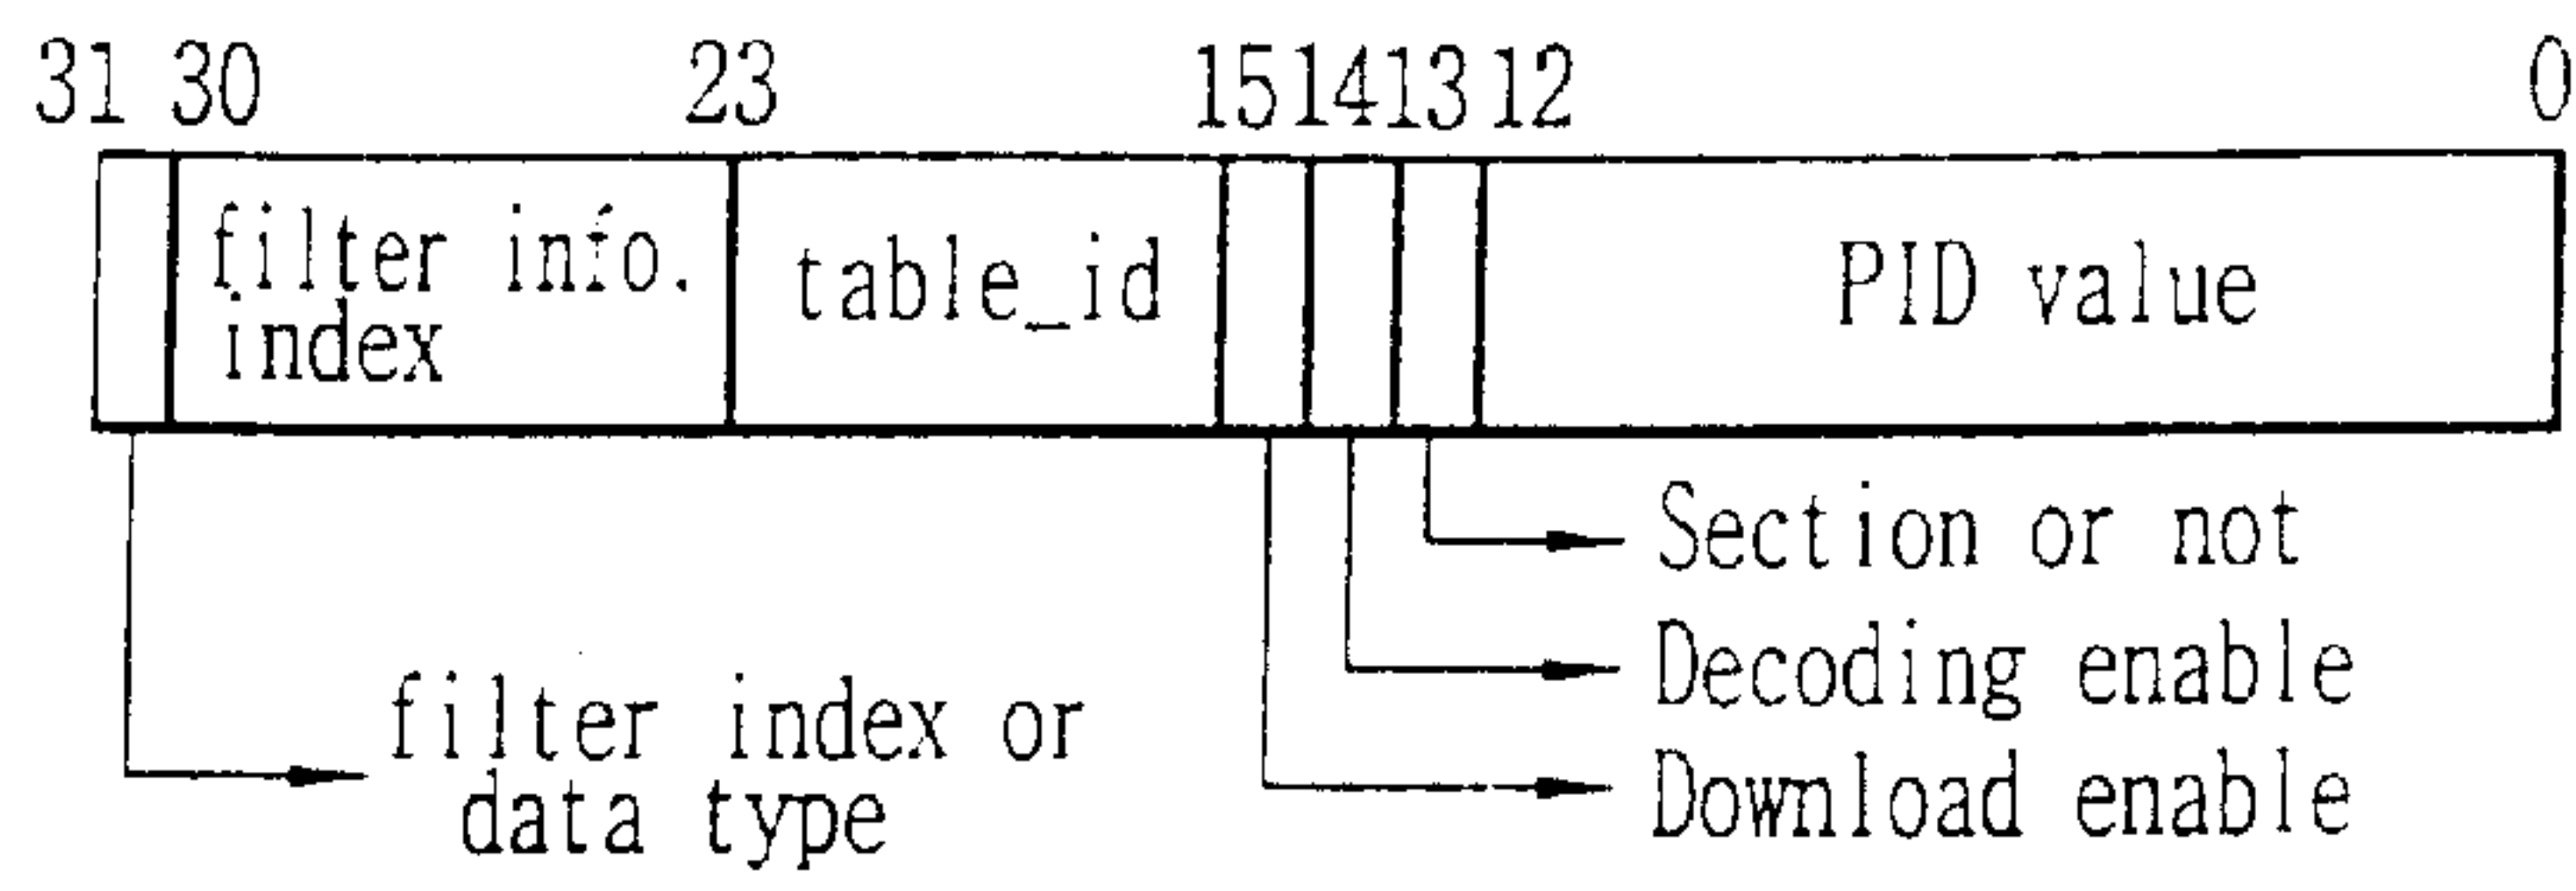 31 30 23 15 14 13 12 0
filter info.
index
table_id
PID value
Section or not
Decoding enable
Download enable
filter index or
data type